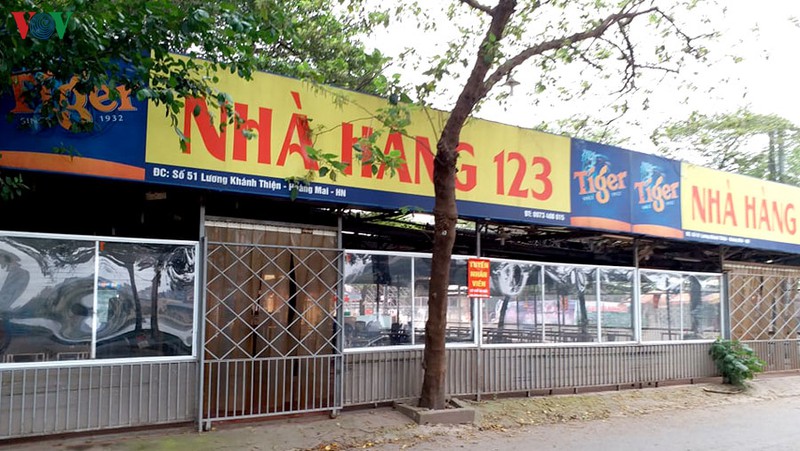 VOV
Tiger
SINCE 1932
NHÀ HÀNG 123
ĐC: Số 51 Lương Khánh Thiện - Hoàng Mai - HN
Tiger
Tiger
NHÀ HÀNG
TUYỂN
NHÂN
VIÊN